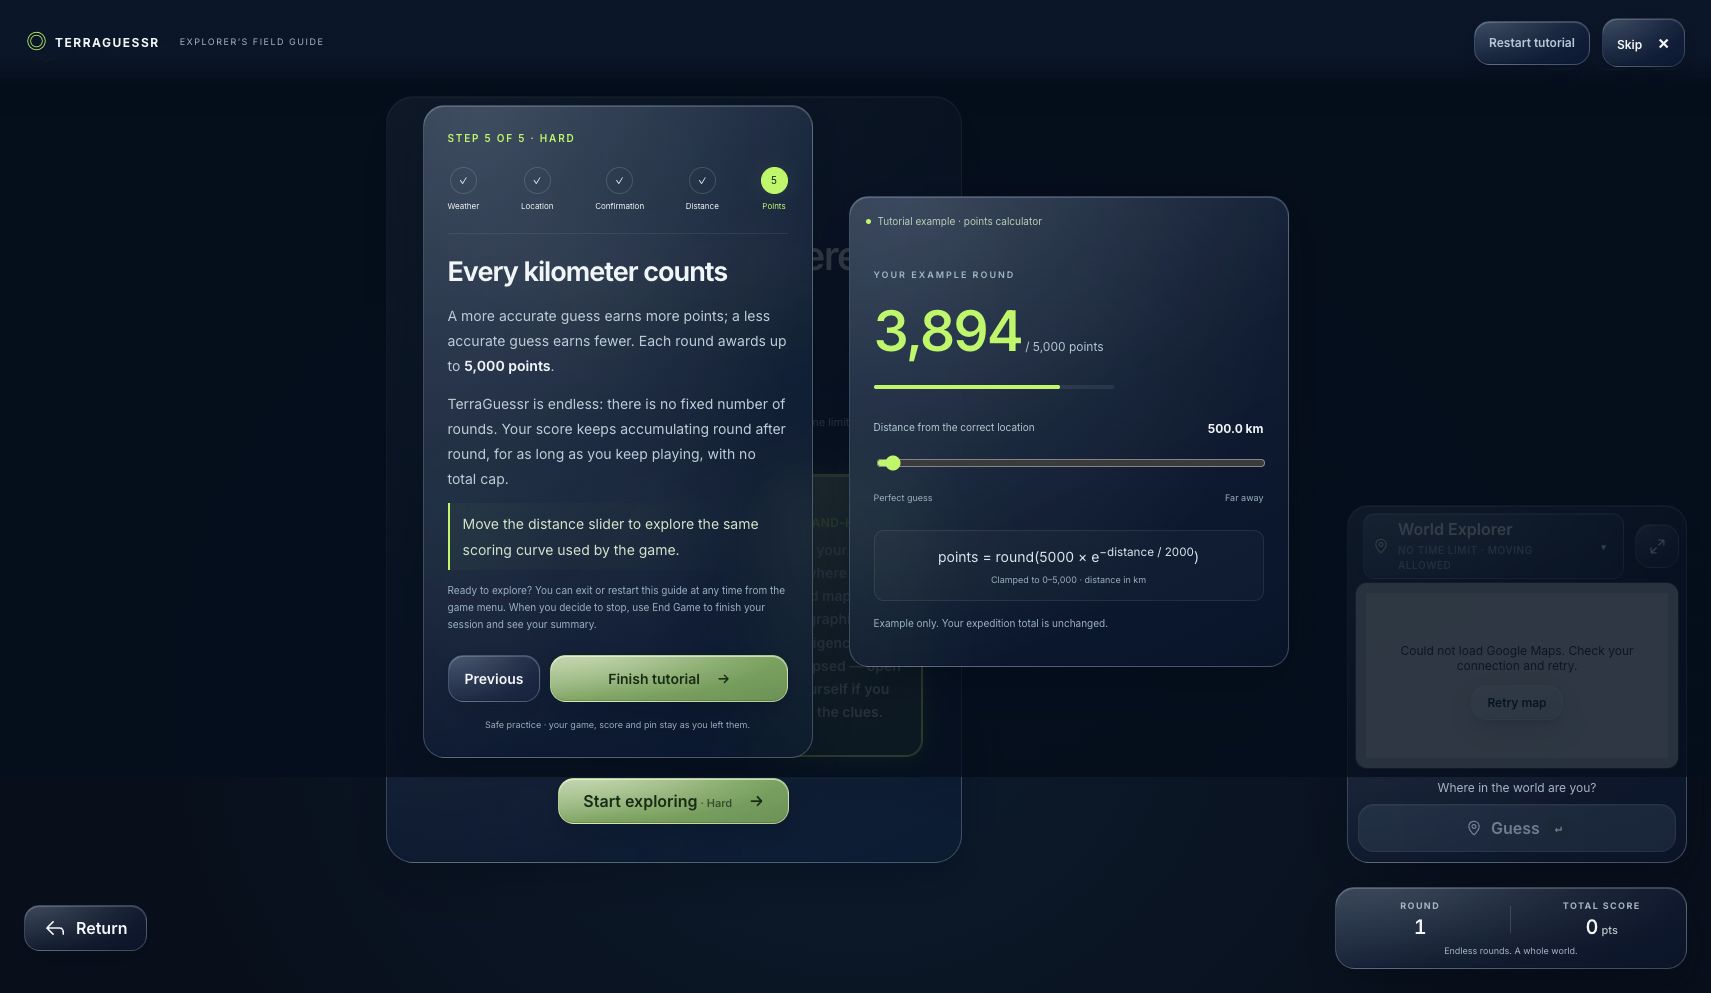 TERRAGUESSR
EXPLORER'S FIELD GUIDE
Restart tutorial
Skip ✕
STEP 5 OF 5 · HARD
✓ ✓ ✓ ✓ 5
Weather Location Confirmation Distance Points
Every kilometer counts
A more accurate guess earns more points; a less
accurate guess earns fewer. Each round awards up
to 5,000 points.
TerraGuessr is endless: there is no fixed number of
rounds. Your score keeps accumulating round after
round, for as long as you keep playing, with no
total cap.
Move the distance slider to explore the same
scoring curve used by the game.
Ready to explore? You can exit or restart this guide at any time from the
game menu. When you decide to stop, use End Game to finish your
session and see your summary.
Previous
Finish tutorial →
Safe practice · your game, score and pin stay as you left them.
Tutorial example · points calculator
YOUR EXAMPLE ROUND
3,894 / 5,000 points
Distance from the correct location 500.0 km
Perfect guess Far away
points = round(5000 × e−distance / 2000)
Clamped to 0–5,000 · distance in km
Example only. Your expedition total is unchanged.
the clues.
Start exploring · Hard →
World Explorer
NO TIME LIMIT · MOVING
ALLOWED
Could not load Google Maps. Check your
connection and retry.
Retry map
Where in the world are you?
Guess ↵
Return
ROUND TOTAL SCORE
1 0 pts
Endless rounds. A whole world.